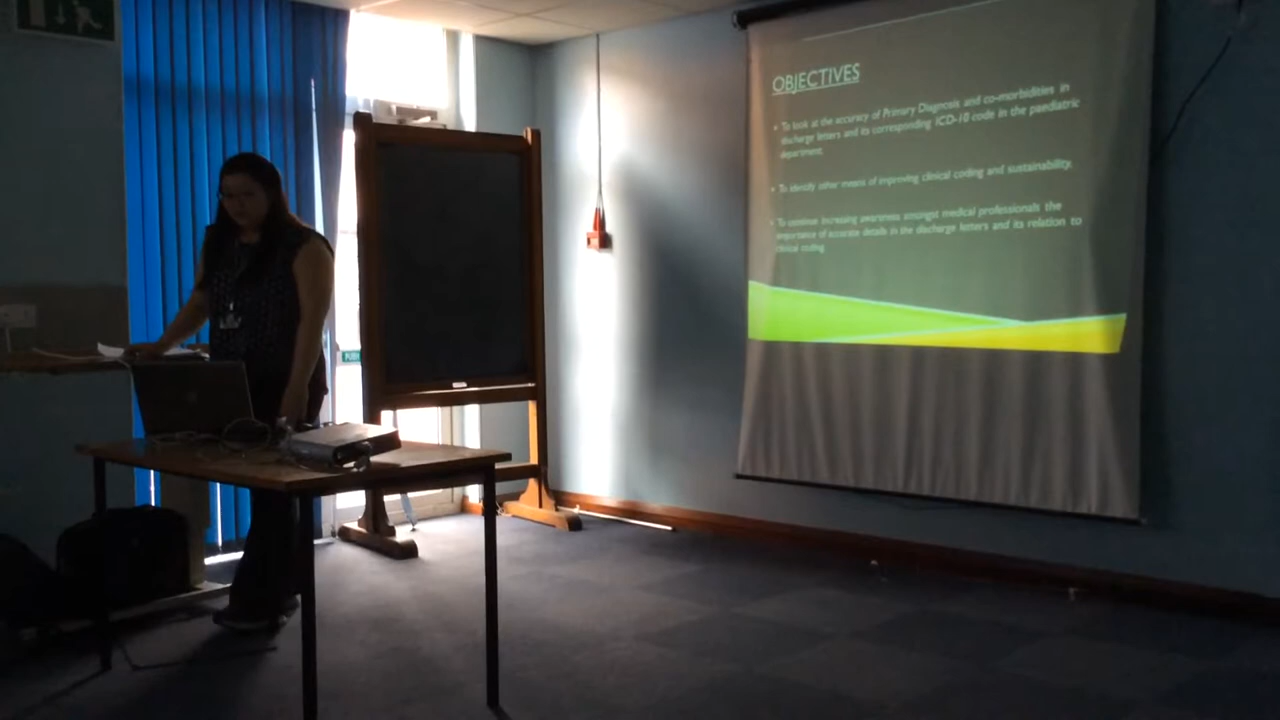 OBJECTIVES
To look at the accuracy of Primary Diagnosis and co-morbidities in
discharge letters and its corresponding ICD-10 code in the paediatric
department.
To identify other means of improving clinical coding and sustainability.
To continue increasing awareness amongst medical professionals the
importance of accurate details in the discharge letters and its relation to
clinical coding
PUSH